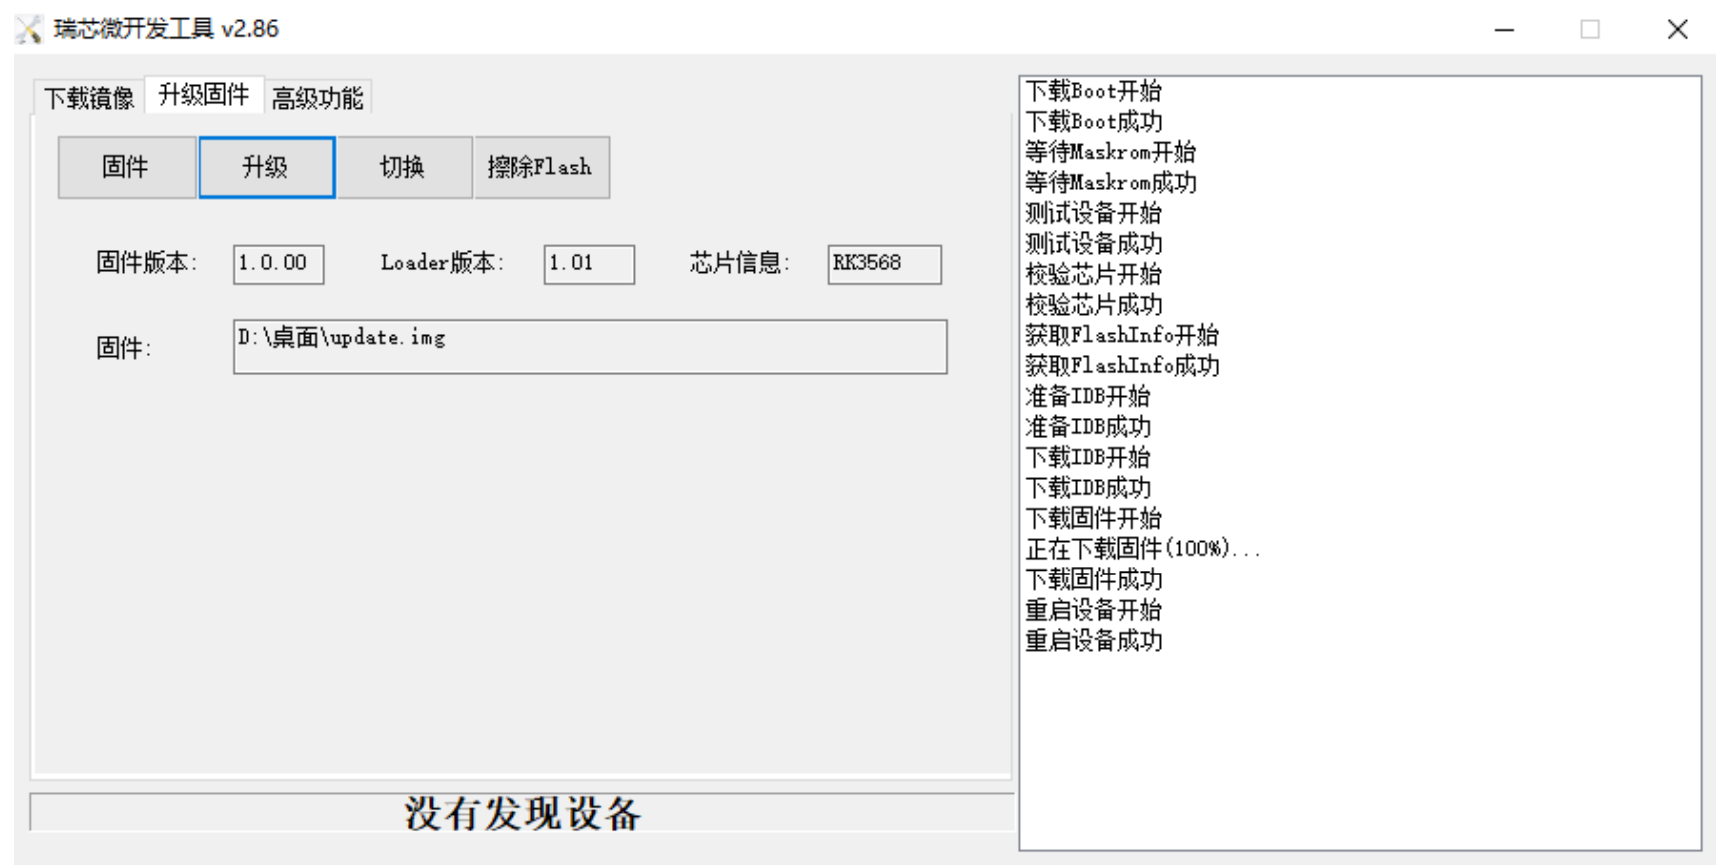 瑞芯微开发工具 v2.86
下载镜像 升级固件 高级功能
固件 升级 切换 擦除Flash
固件版本: 1.0.00 Loader版本: 1.01 芯片信息: RK3568
固件: D:\桌面\update.img
没有发现设备
下载Boot开始
下载Boot成功
等待Maskrom开始
等待Maskrom成功
测试设备开始
测试设备成功
校验芯片开始
校验芯片成功
获取FlashInfo开始
获取FlashInfo成功
准备IDB开始
准备IDB成功
下载IDB开始
下载IDB成功
下载固件开始
正在下载固件(100%)...
下载固件成功
重启设备开始
重启设备成功